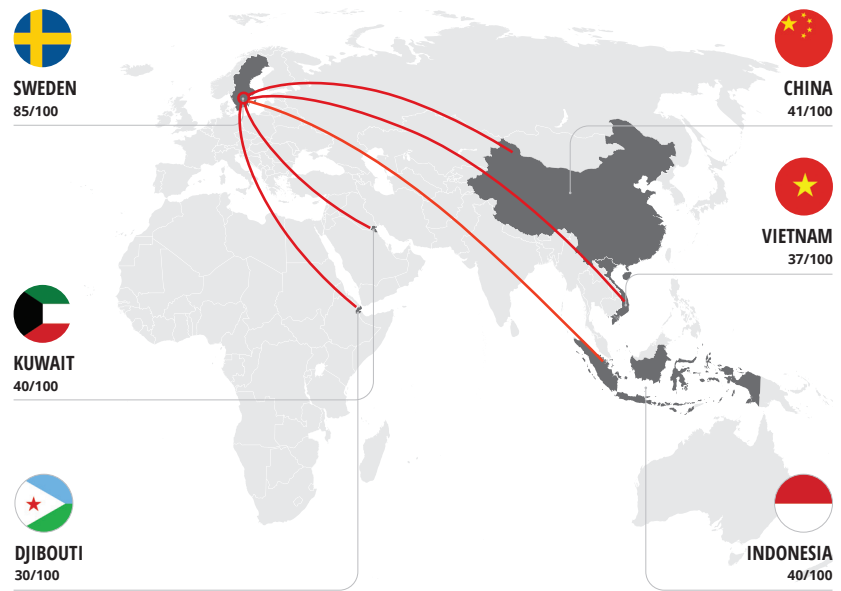 SWEDEN
85/100
CHINA
41/100
VIETNAM
37/100
KUWAIT
40/100
DJIBOUTI
30/100
INDONESIA
40/100